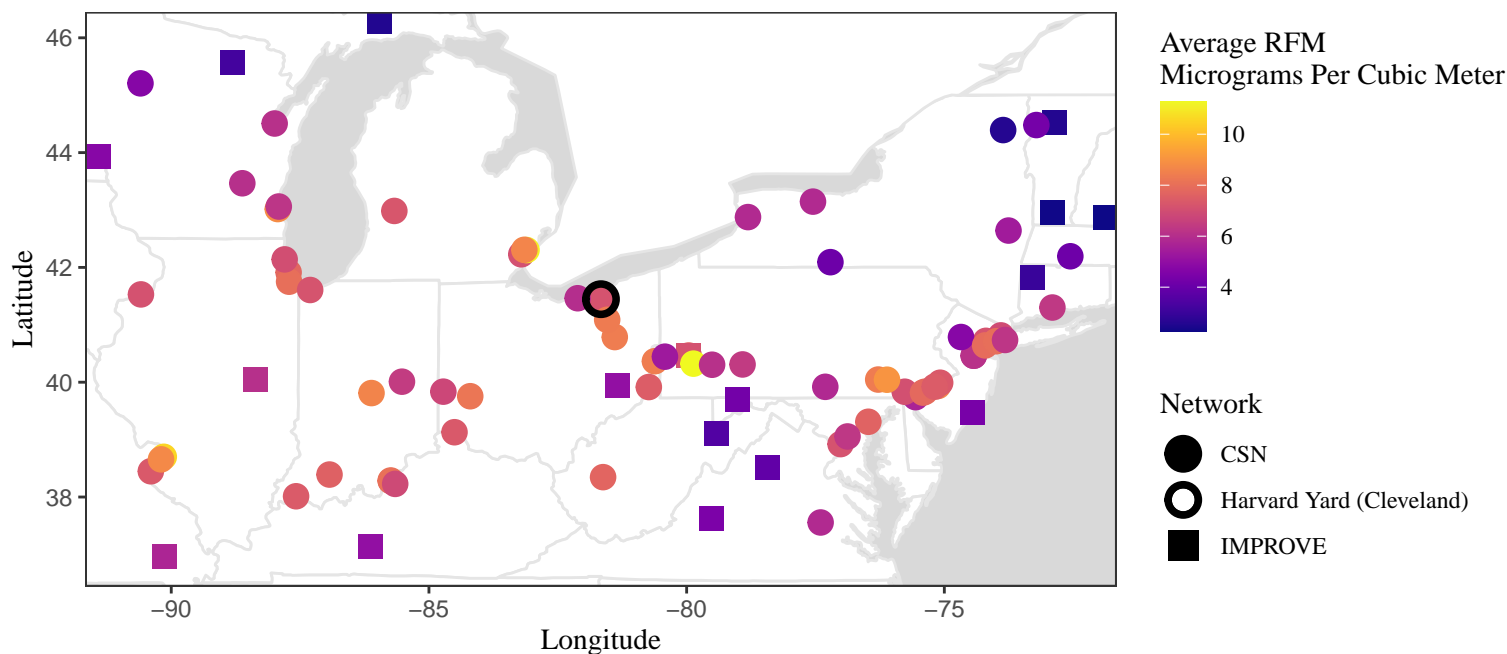 46
44
42
40
38
Latitude
−90
−85
−80
−75
Longitude
Average RFM
Micrograms Per Cubic Meter
10
8
6
4
Network
CSN
Harvard Yard (Cleveland)
IMPROVE